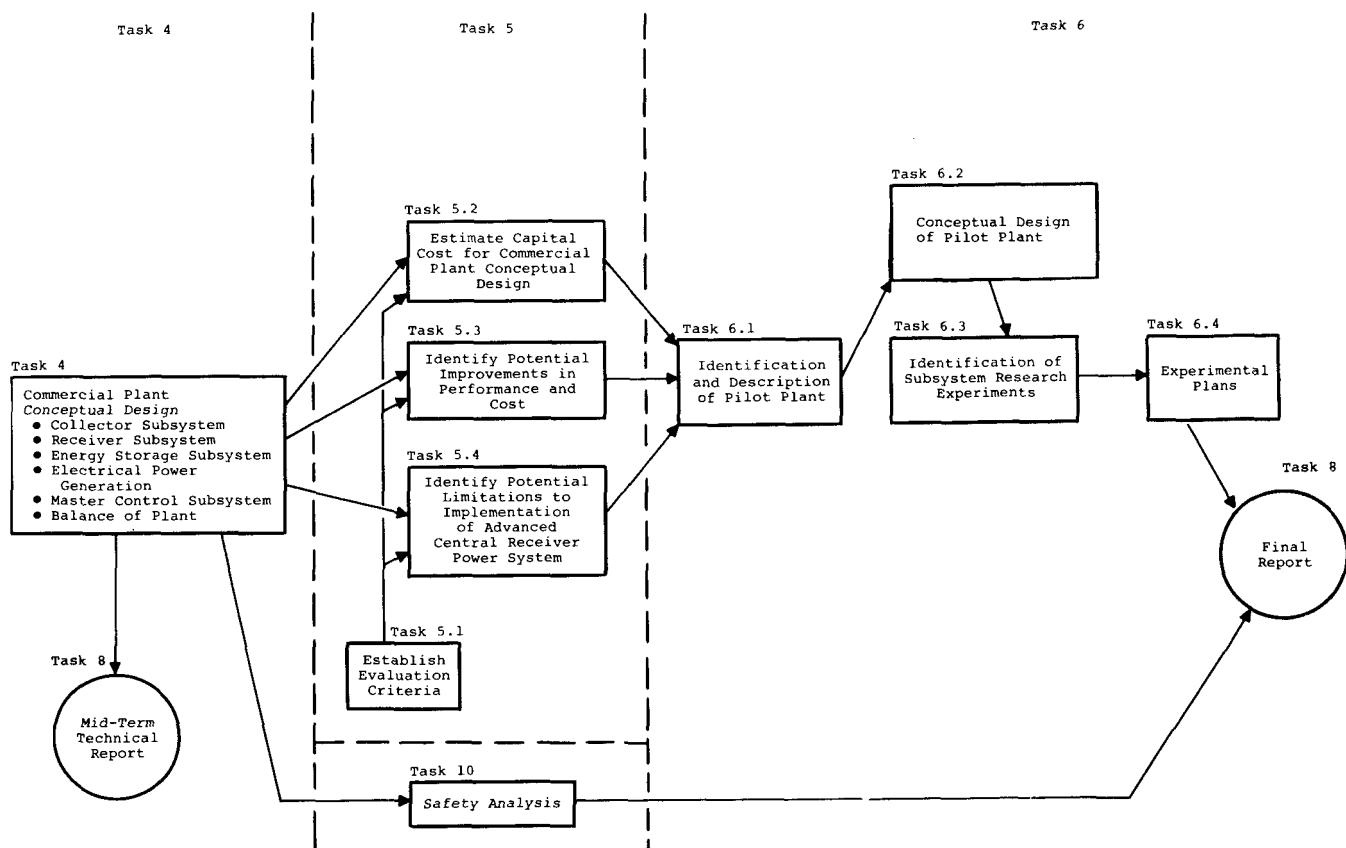 Task 4
Task 5
Task 6
Task 4
Commercial Plant
Conceptual Design
● Collector Subsystem
● Receiver Subsystem
● Energy Storage Subsystem
● Electrical Power
Generation
● Master Control Subsystem
● Balance of Plant
Task 8
Mid-Term
Technical
Report
Task 5.2
Estimate Capital
Cost for Commercial
Plant Conceptual
Design
Task 5.3
Identify Potential
Improvements in
Performance and
Cost
Task 5.4
Identify Potential
Limitations to
Implementation
of Advanced
Central Receiver
Power System
Task 5.1
Establish
Evaluation
Criteria
Task 10
Safety Analysis
Task 6.1
Identification
and Description
of Pilot Plant
Task 6.2
Conceptual Design
of Pilot Plant
Task 6.3
Identification of
Subsystem Research
Experiments
Task 6.4
Experimental
Plans
Task 8
Final
Report